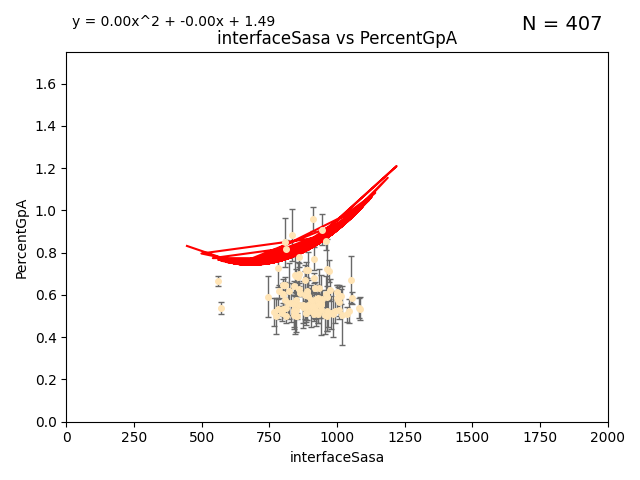 y = 0.00x^2 + -0.00x + 1.49
N = 407
interfaceSasa vs PercentGpA
PercentGpA
1.6
1.4
1.2
1.0
0.8
0.6
0.4
0.2
0.0
0 250 500 750 1000 1250 1500 1750 2000
interfaceSasa